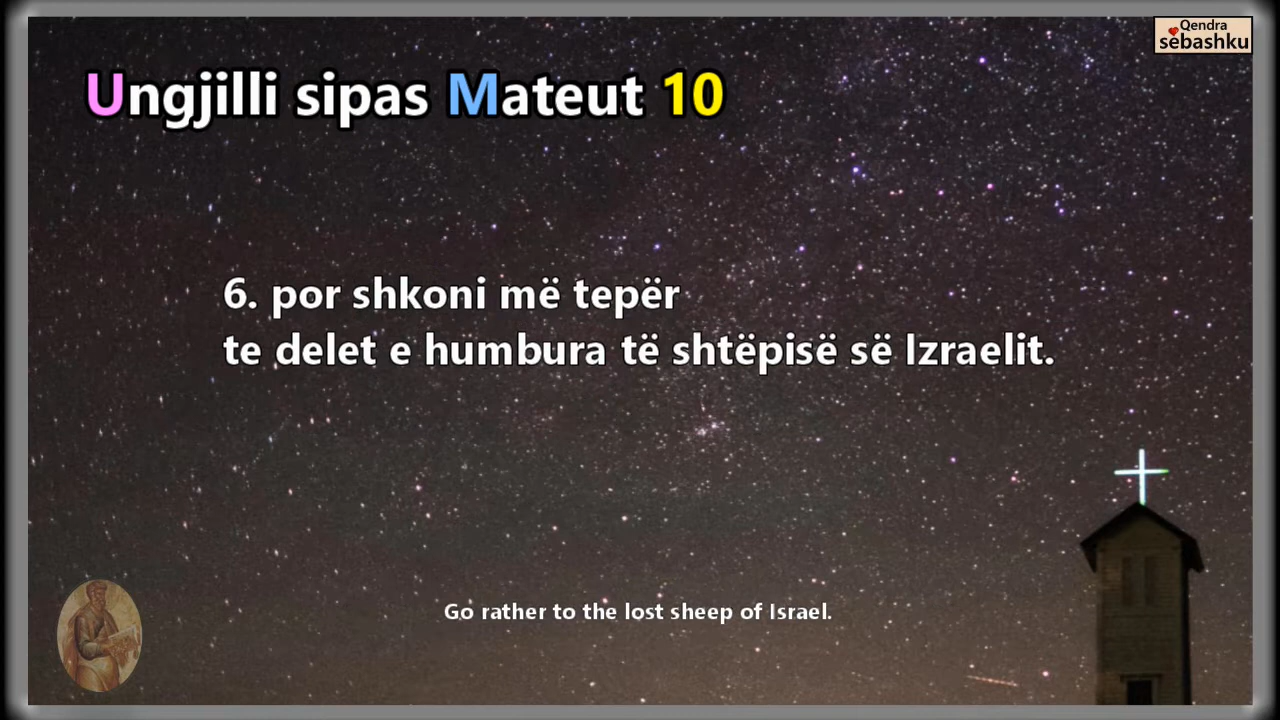 Qendra
sëbashku
Ungjilli sipas Mateut 10
6. por shkoni më tepër
te delet e humbura të shtëpisë së Izraelit.
Go rather to the lost sheep of Israel.